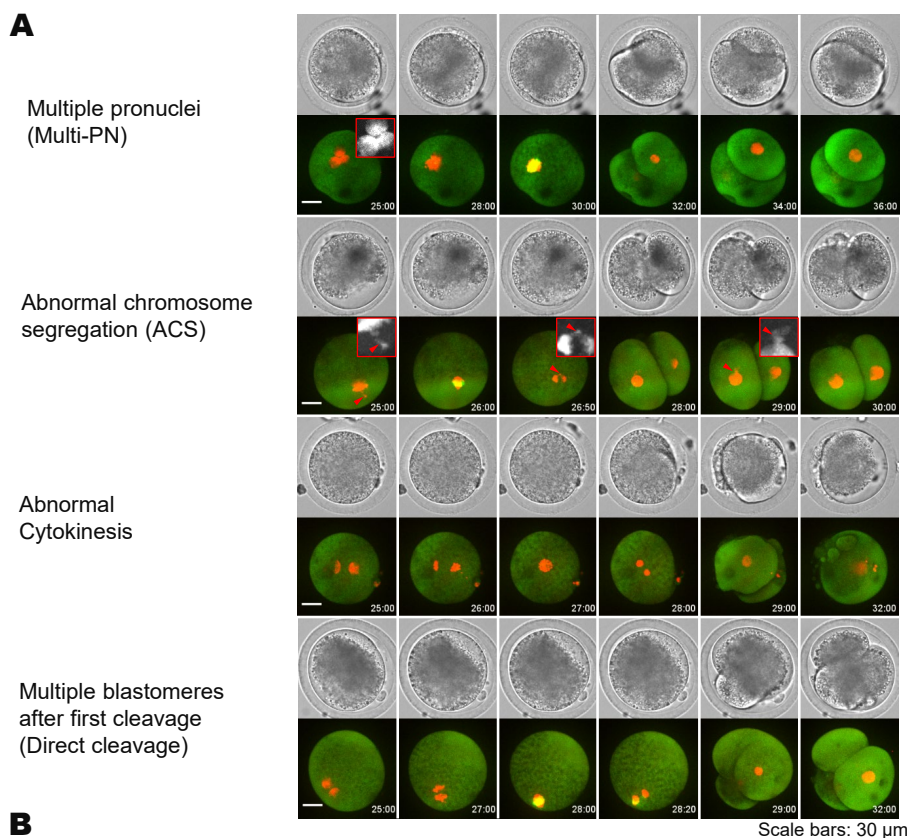 A
Multiple pronuclei
(Multi-PN)
25:00
28:00
30:00
32:00
34:00
36:00
Abnormal chromosome
segregation (ACS)
25:00
26:00
26:50
28:00
29:00
30:00
Abnormal
Cytokinesis
25:00
26:00
27:00
28:00
29:00
32:00
Multiple blastomeres
after first cleavage
(Direct cleavage)
25:00
27:00
28:00
28:20
29:00
32:00
B
Scale bars: 30 µm